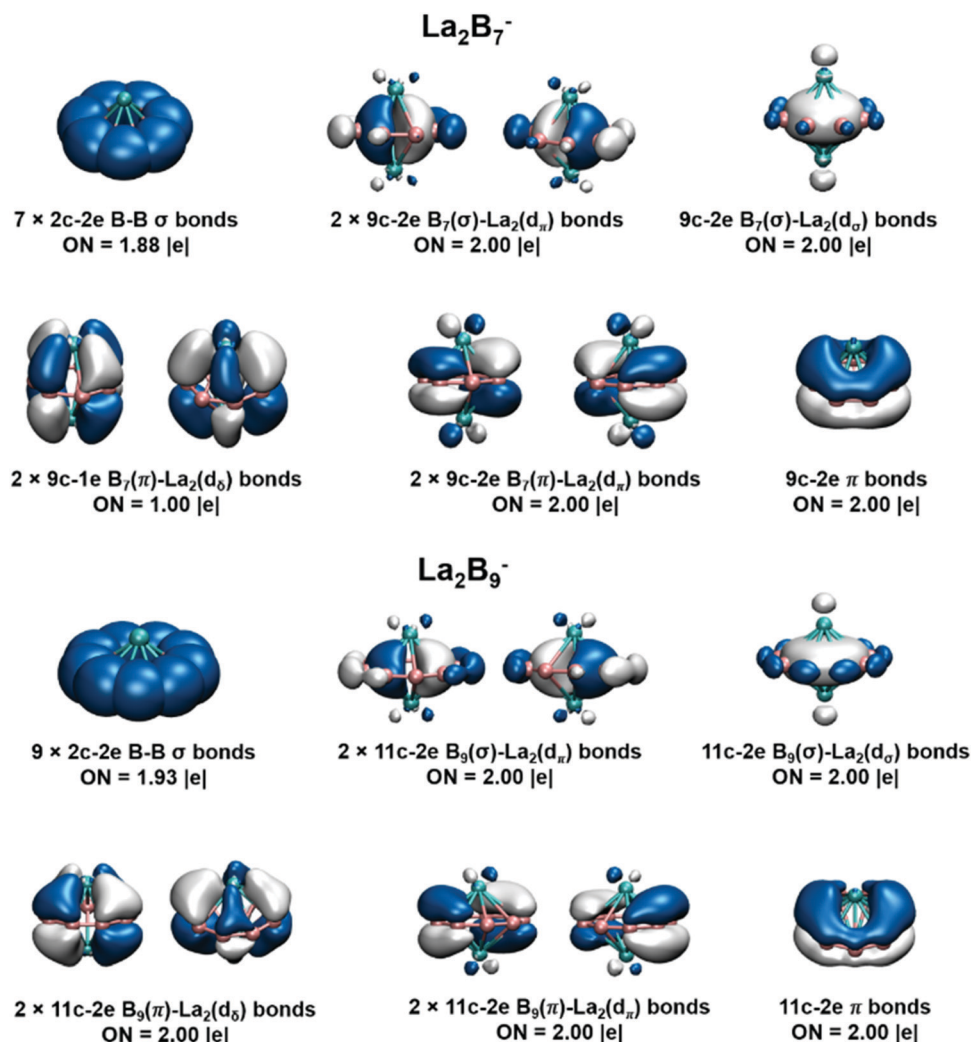 La₂B₇⁻
7 × 2c-2e B-B σ bonds
ON = 1.88 |e|
2 × 9c-2e B₇(σ)-La₂(dπ) bonds
ON = 2.00 |e|
9c-2e B₇(σ)-La₂(dσ) bonds
ON = 2.00 |e|
2 × 9c-1e B₇(π)-La₂(dδ) bonds
ON = 1.00 |e|
2 × 9c-2e B₇(π)-La₂(dπ) bonds
ON = 2.00 |e|
9c-2e π bonds
ON = 2.00 |e|
La₂B₉⁻
9 × 2c-2e B-B σ bonds
ON = 1.93 |e|
2 × 11c-2e B₉(σ)-La₂(dπ) bonds
ON = 2.00 |e|
11c-2e B₉(σ)-La₂(dσ) bonds
ON = 2.00 |e|
2 × 11c-2e B₉(π)-La₂(dδ) bonds
ON = 2.00 |e|
2 × 11c-2e B₉(π)-La₂(dπ) bonds
ON = 2.00 |e|
11c-2e π bonds
ON = 2.00 |e|